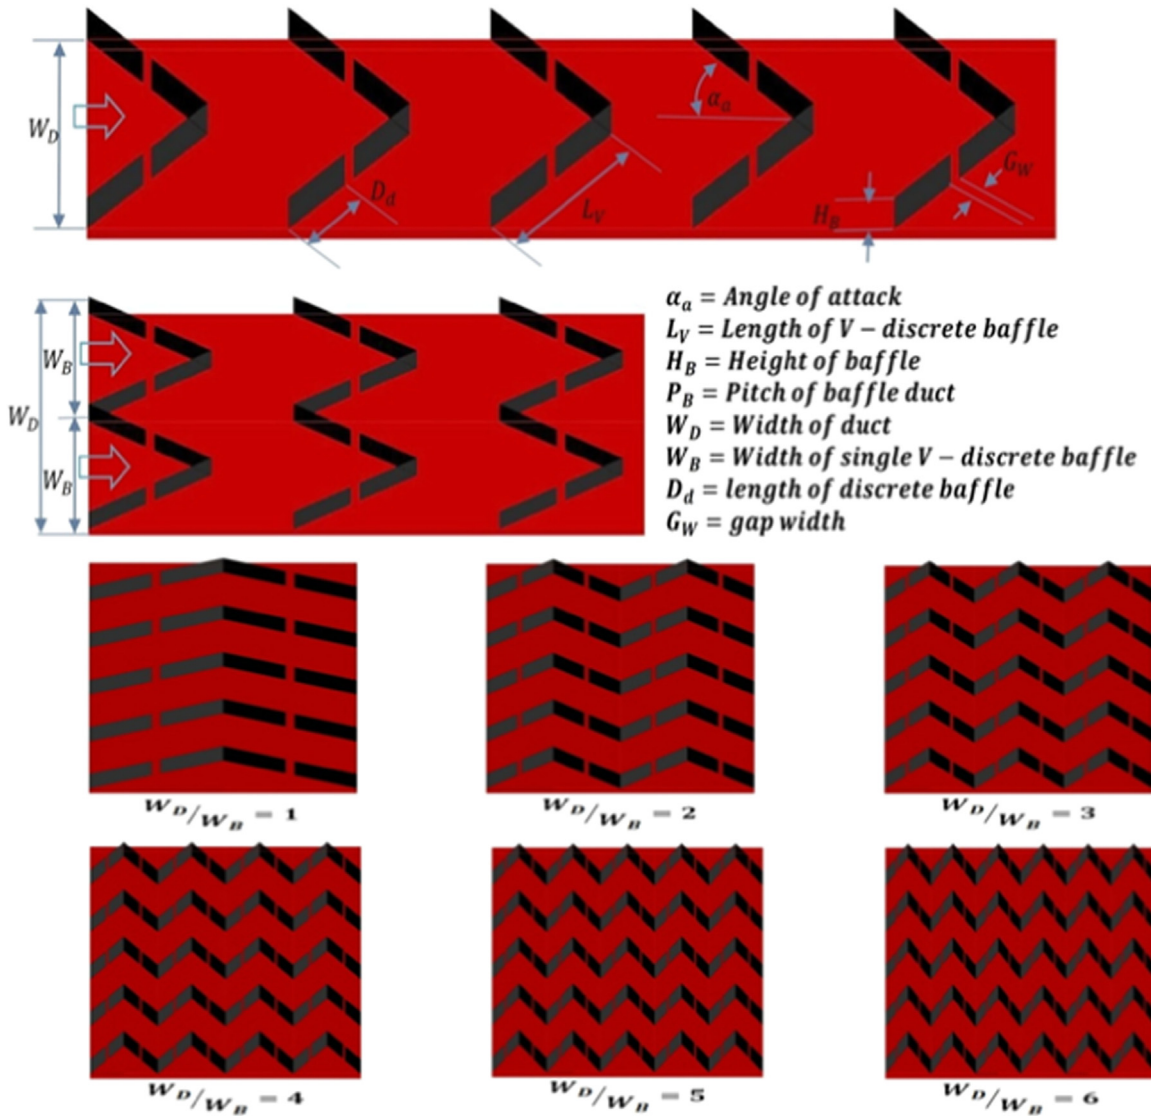 W_D
α_a
D_d
L_V
H_B
G_W
W_B
W_D
W_B
α_a = Angle of attack
L_V = Length of V − discrete baffle
H_B = Height of baffle
P_B = Pitch of baffle duct
W_D = Width of duct
W_B = Width of single V − discrete baffle
D_d = length of discrete baffle
G_W = gap width
W_D/W_B = 1
W_D/W_B = 2
W_D/W_B = 3
W_D/W_B = 4
W_D/W_B = 5
W_D/W_B = 6